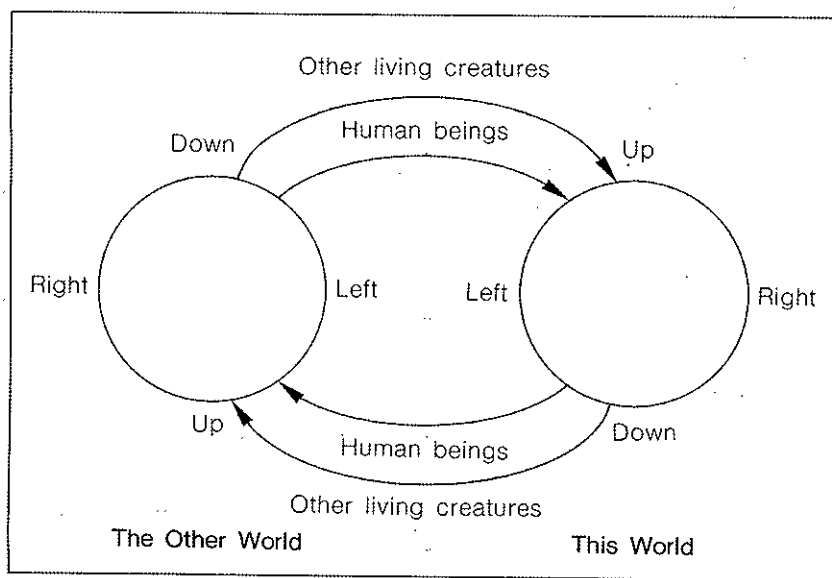 Other living creatures
Human beings
Down
Up
Right
Left
Left
Right
Up
Down
Human beings
Other living creatures
The Other World
This World